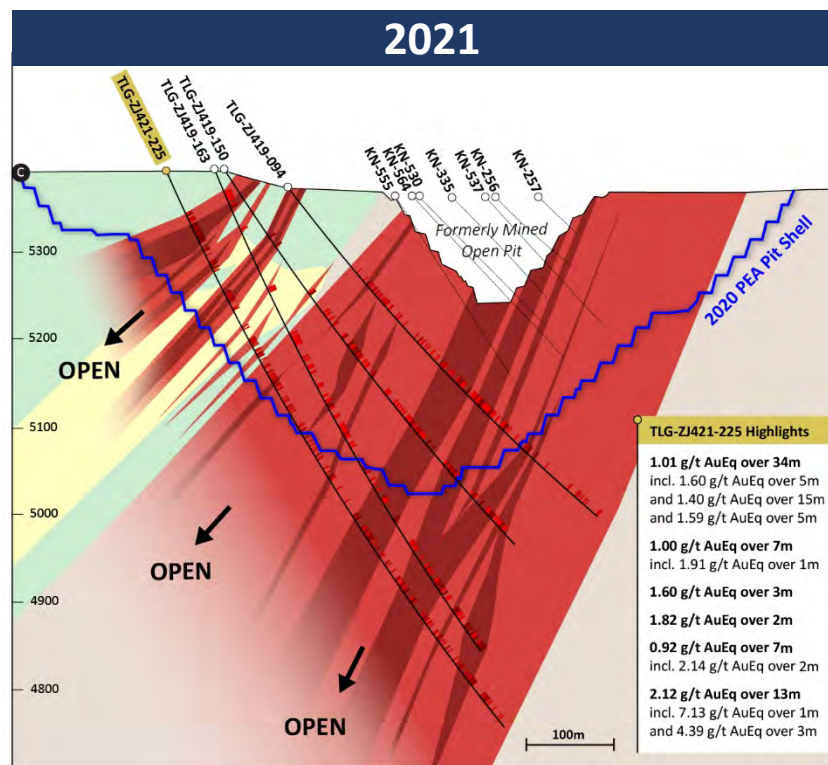 2021
TLG-ZJ421-225
TLG-ZJ419-163
TLG-ZJ419-150
TLG-ZJ419-094
KN-555
KN-564
KN-530
KN-335
KN-537
KN-256
KN-257
C
Formerly Mined
Open Pit
2020 PEA Pit Shell
5300
5200
5100
5000
4900
4800
OPEN
OPEN
OPEN
100m
TLG-ZJ421-225 Highlights
1.01 g/t AuEq over 34m
incl. 1.60 g/t AuEq over 5m
and 1.40 g/t AuEq over 15m
and 1.59 g/t AuEq over 5m
1.00 g/t AuEq over 7m
incl. 1.91 g/t AuEq over 1m
1.60 g/t AuEq over 3m
1.82 g/t AuEq over 2m
0.92 g/t AuEq over 7m
incl. 2.14 g/t AuEq over 2m
2.12 g/t AuEq over 13m
incl. 7.13 g/t AuEq over 1m
and 4.39 g/t AuEq over 3m